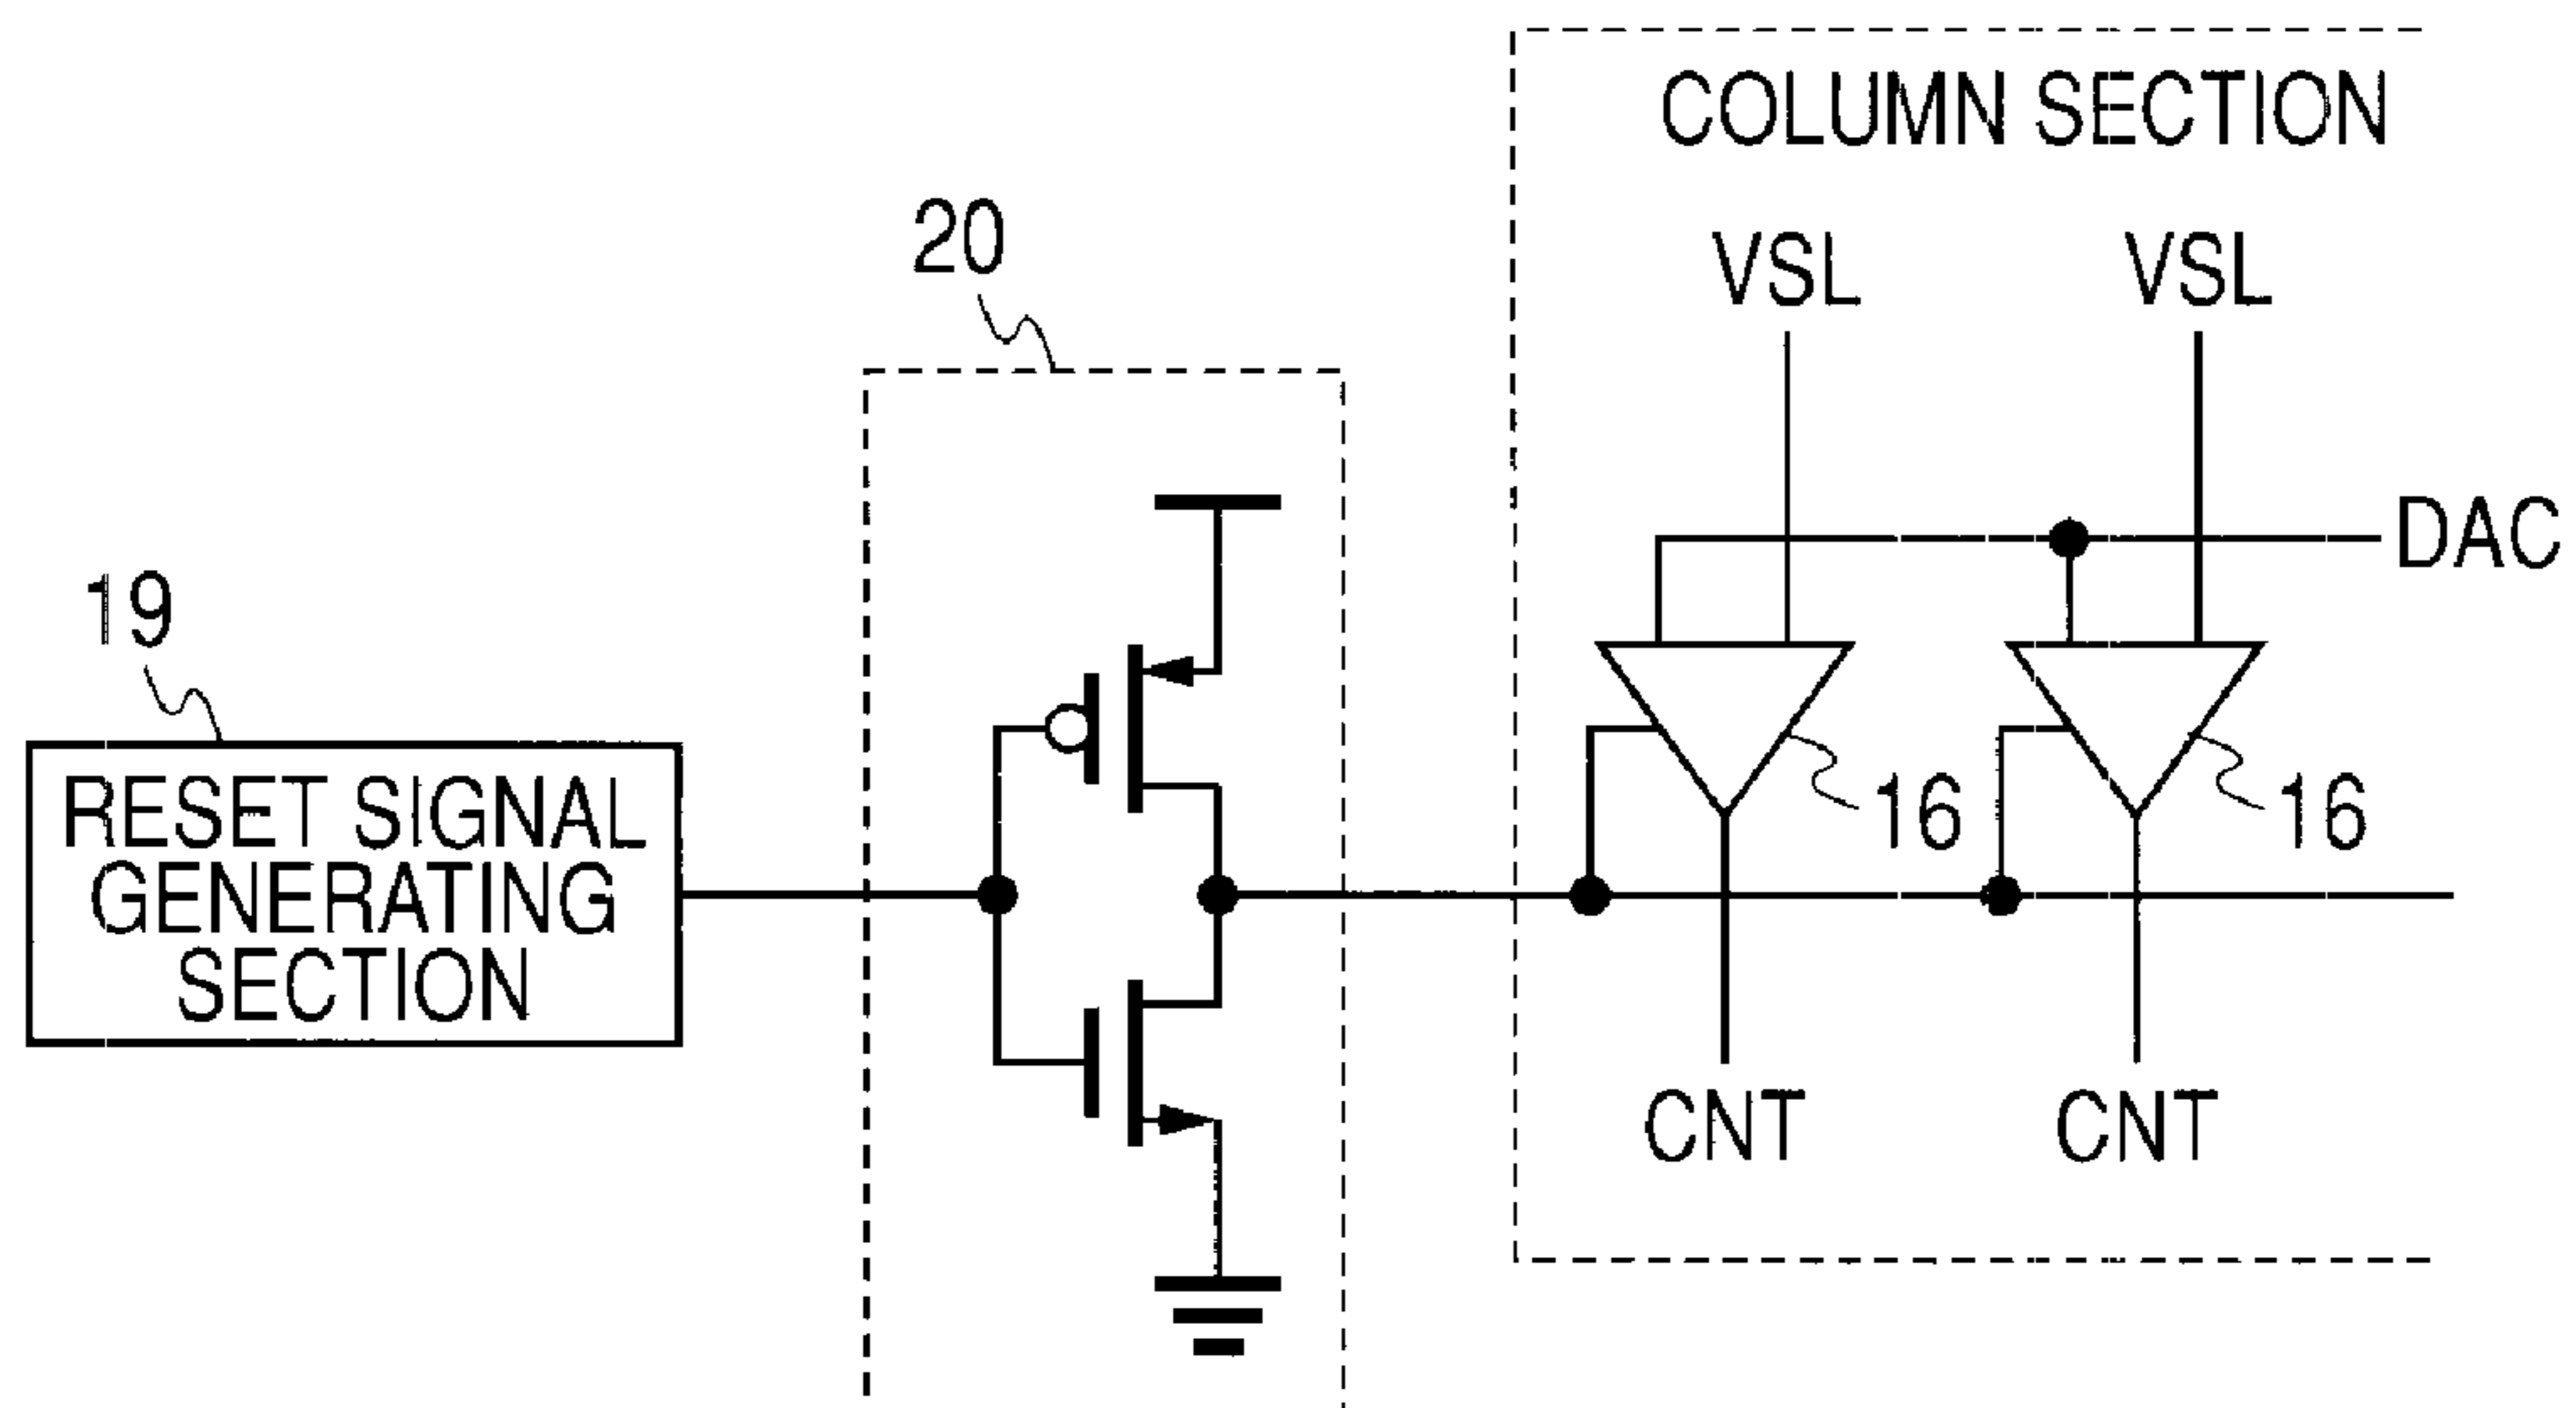 COLUMN SECTION
20
VSL VSL
DAC
19
RESET SIGNAL
GENERATING
SECTION
16 16
CNT CNT